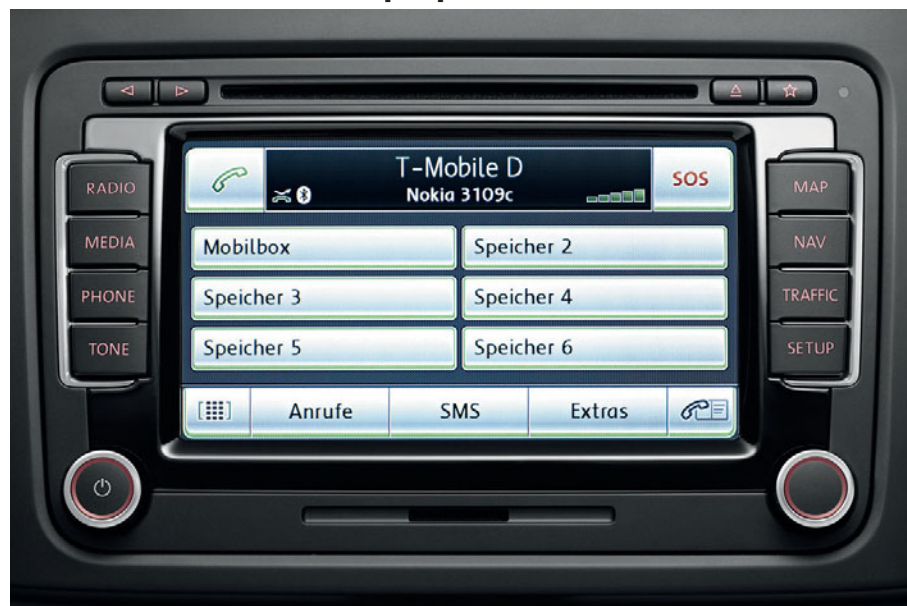 T-Mobile D
Nokia 3109c
SOS
RADIO
MEDIA
PHONE
TONE
MAP
NAV
TRAFFIC
SETUP
Mobilbox
Speicher 2
Speicher 3
Speicher 4
Speicher 5
Speicher 6
Anrufe
SMS
Extras